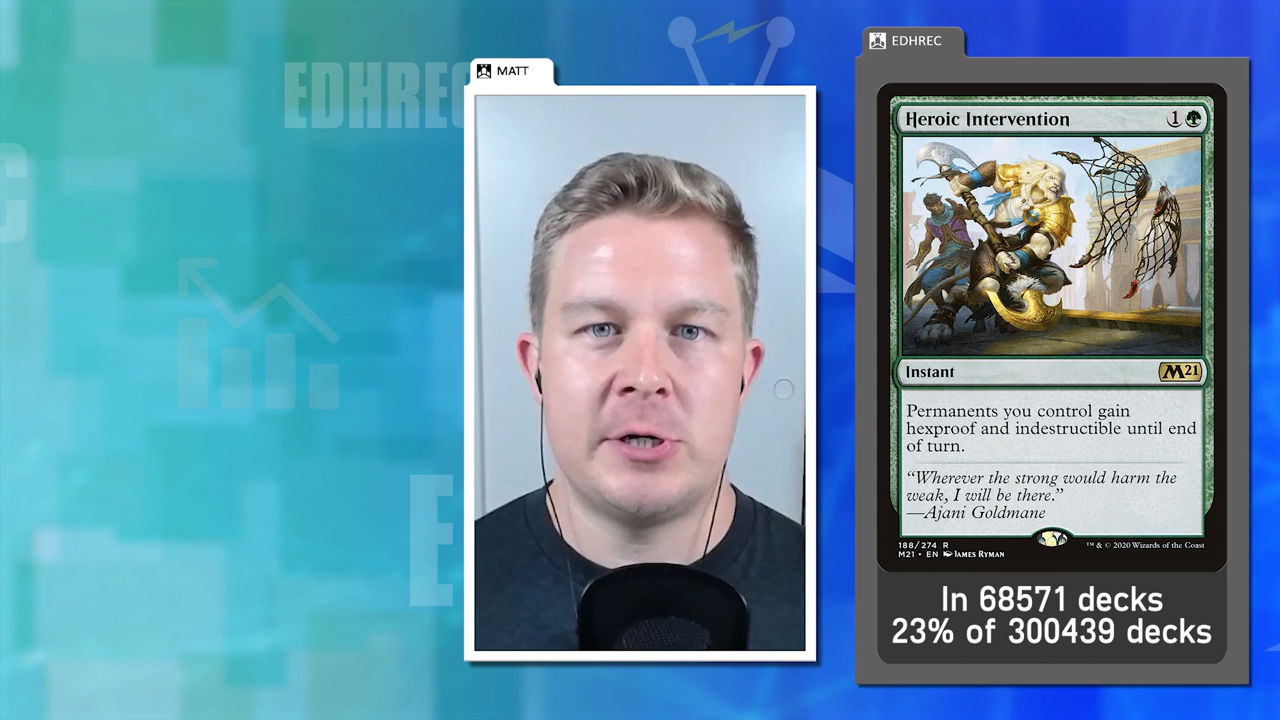 EDHREC
MATT
EDHREC
Heroic Intervention
1
Instant
M21
Permanents you control gain
hexproof and indestructible until end
of turn.
“Wherever the strong would harm the
weak, I will be there.”
—Ajani Goldmane
188/274 R
M21 • EN JAMES RYMAN
™ & © 2020 Wizards of the Coast
In 68571 decks
23% of 300439 decks
C
E